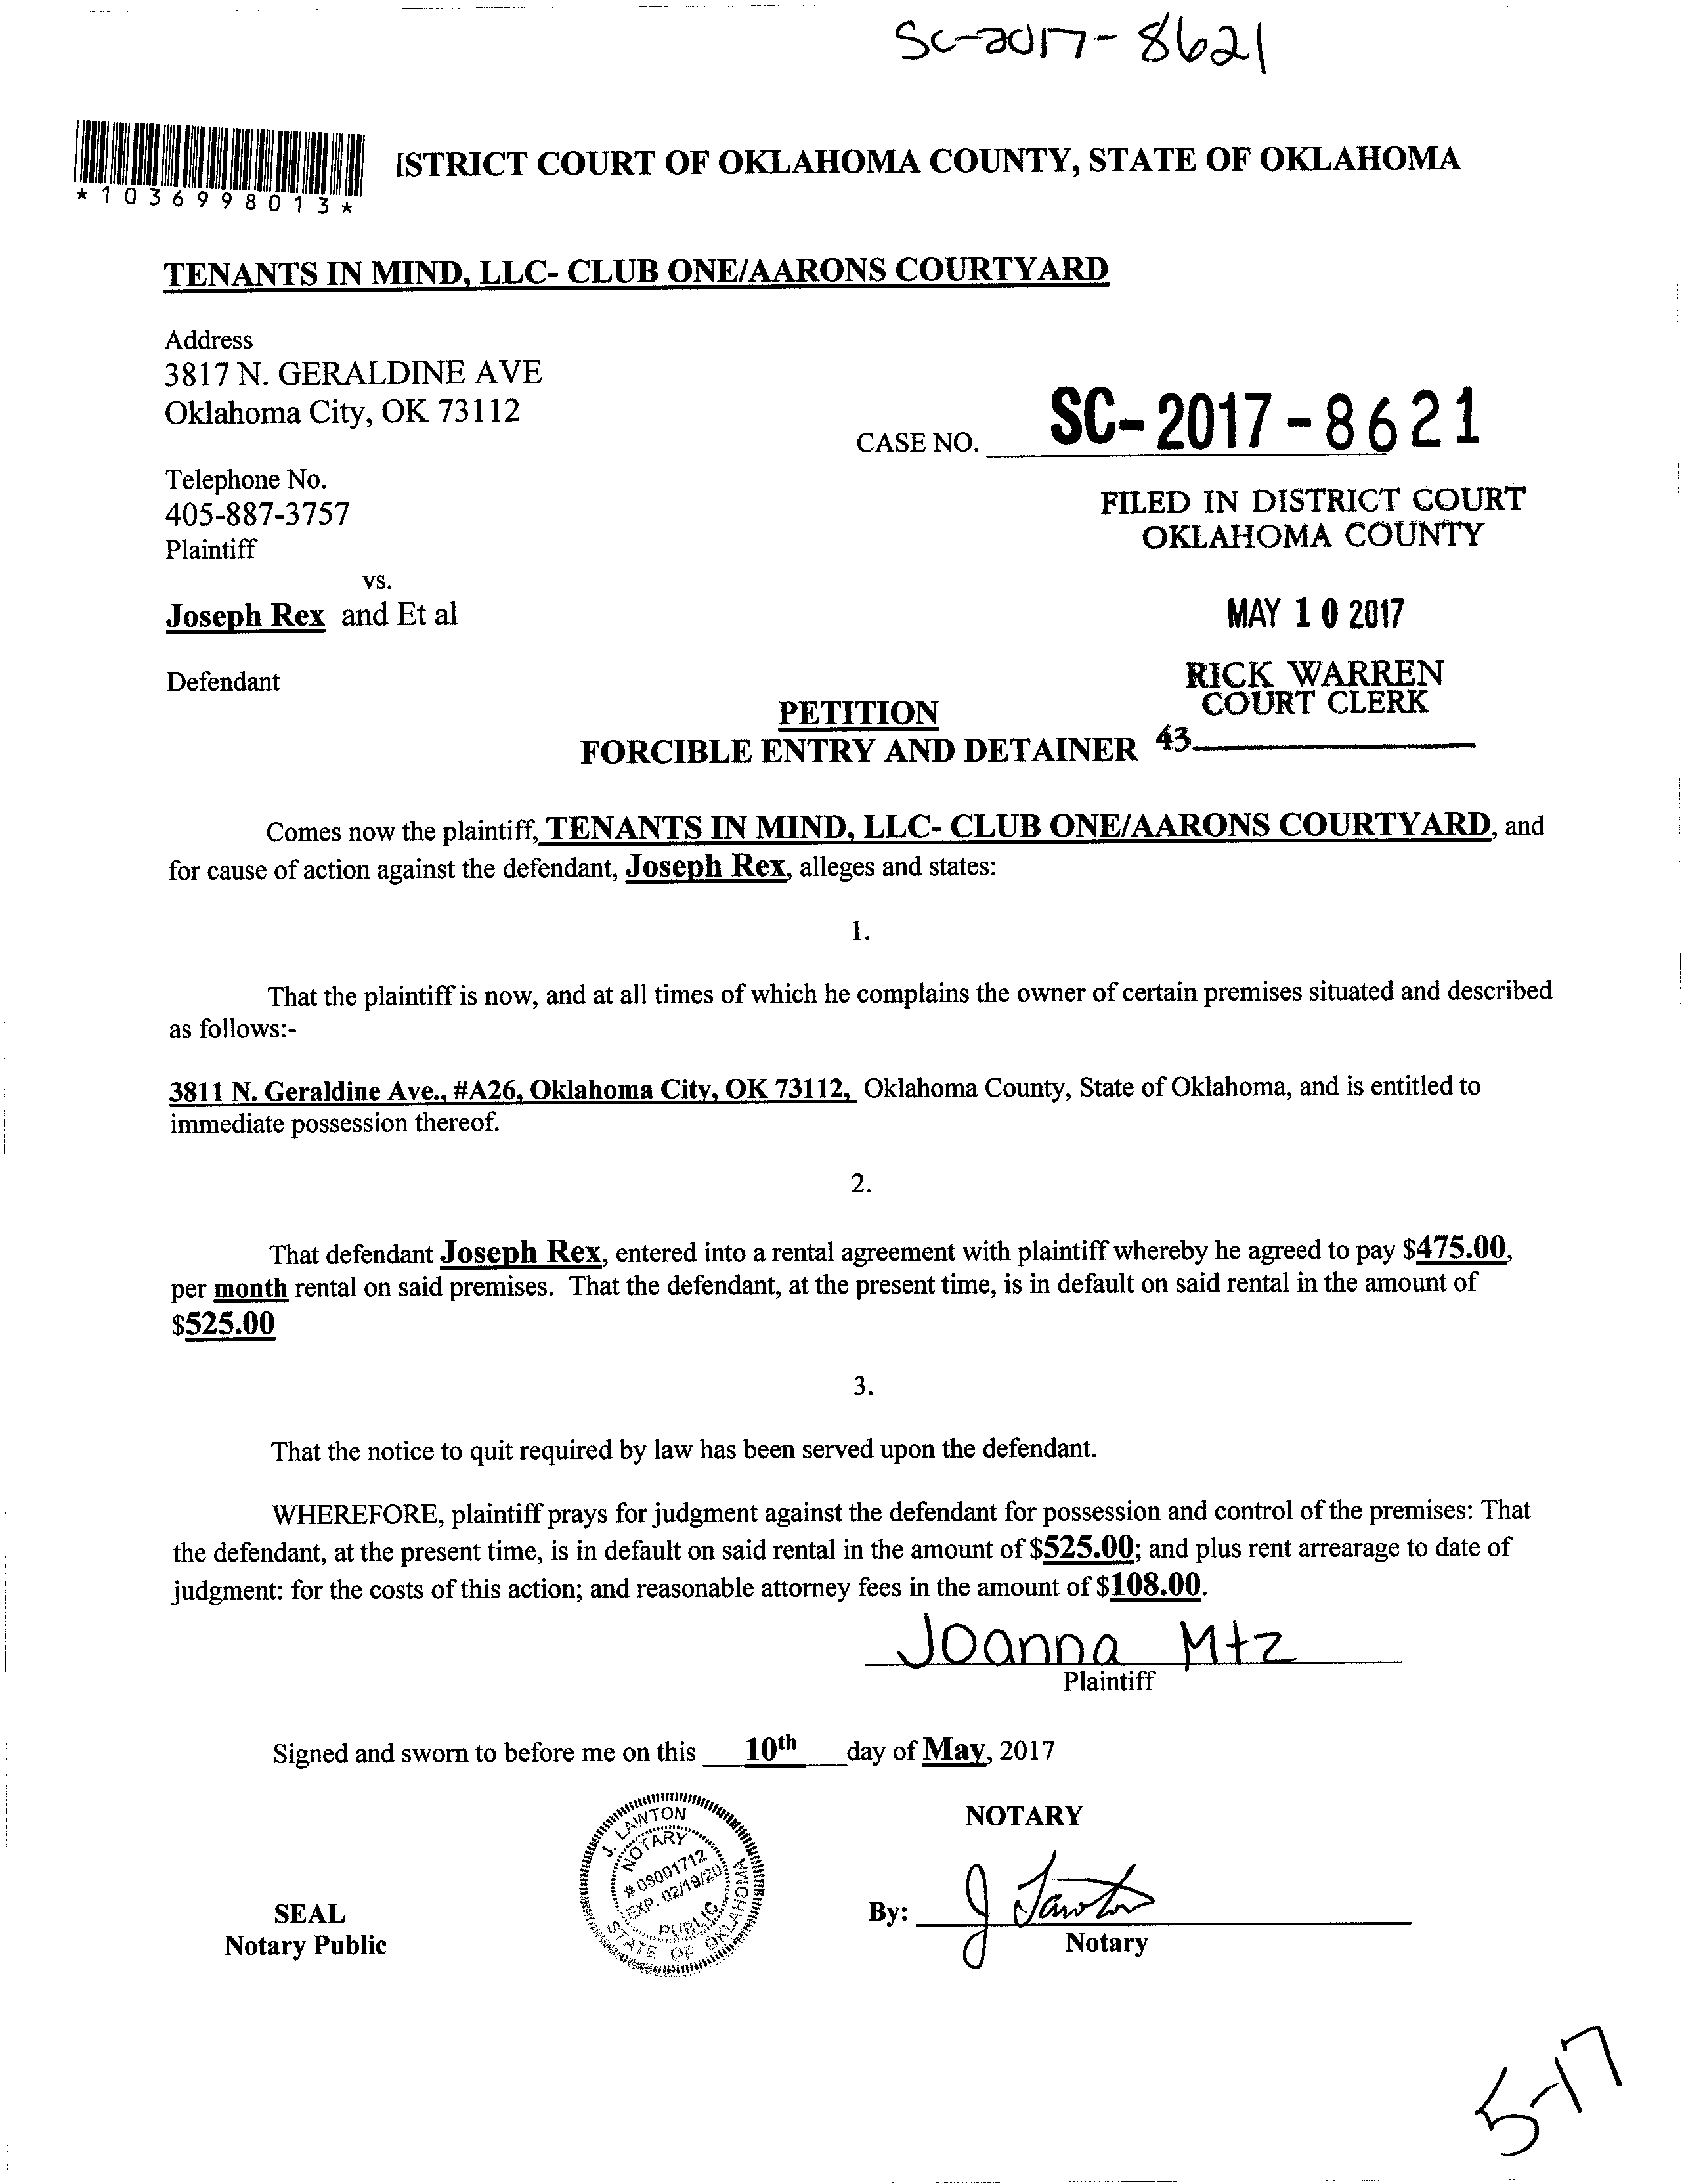 SC-2017-8621
ISTRICT COURT OF OKLAHOMA COUNTY, STATE OF OKLAHOMA
*1036998013*
TENANTS IN MIND, LLC- CLUB ONE/AARONS COURTYARD
Address
3817 N. GERALDINE AVE
Oklahoma City, OK 73112
CASE NO. SC-2017-8621
Telephone No.
405-887-3757
Plaintiff
FILED IN DISTRICT COURT
OKLAHOMA COUNTY
vs.
Joseph Rex and Et al
MAY 10 2017
Defendant
RICK WARREN
COURT CLERK
PETITION
FORCIBLE ENTRY AND DETAINER
43
Comes now the plaintiff, TENANTS IN MIND, LLC- CLUB ONE/AARONS COURTYARD, and
for cause of action against the defendant, Joseph Rex, alleges and states:
1.
That the plaintiff is now, and at all times of which he complains the owner of certain premises situated and described
as follows:-
3811 N. Geraldine Ave., #A26, Oklahoma City, OK 73112, Oklahoma County, State of Oklahoma, and is entitled to
immediate possession thereof.
2.
That defendant Joseph Rex, entered into a rental agreement with plaintiff whereby he agreed to pay $475.00,
per month rental on said premises. That the defendant, at the present time, is in default on said rental in the amount of
$525.00
3.
That the notice to quit required by law has been served upon the defendant.
WHEREFORE, plaintiff prays for judgment against the defendant for possession and control of the premises: That
the defendant, at the present time, is in default on said rental in the amount of $525.00; and plus rent arrearage to date of
judgment: for the costs of this action; and reasonable attorney fees in the amount of $108.00.
Joanna Mtz
Plaintiff
Signed and sworn to before me on this 10th day of May, 2017
J. LAWTON
NOTARY
# 08001712
EXP. 02/19/20
PUBLIC
STATE OF OKLAHOMA
NOTARY
SEAL
Notary Public
By: J Lawton
Notary
5-17